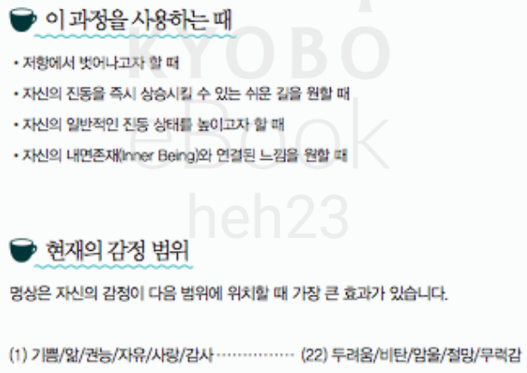 이 과정을 사용하는 때
• 저항에서 벗어나고자 할 때
• 자신의 진동을 즉시 상승시킬 수 있는 쉬운 길을 원할 때
• 자신의 일반적인 진동 상태를 높이고자 할 때
• 자신의 내면존재(Inner Being)와 연결된 느낌을 원할 때
KYOBO
eBook
heh23
현재의 감정 범위
명상은 자신의 감정이 다음 범위에 위치할 때 가장 큰 효과가 있습니다.
(1) 기쁨/앎/권능/자유/사랑/감사 ··············· (22) 두려움/비탄/암울/절망/무력감